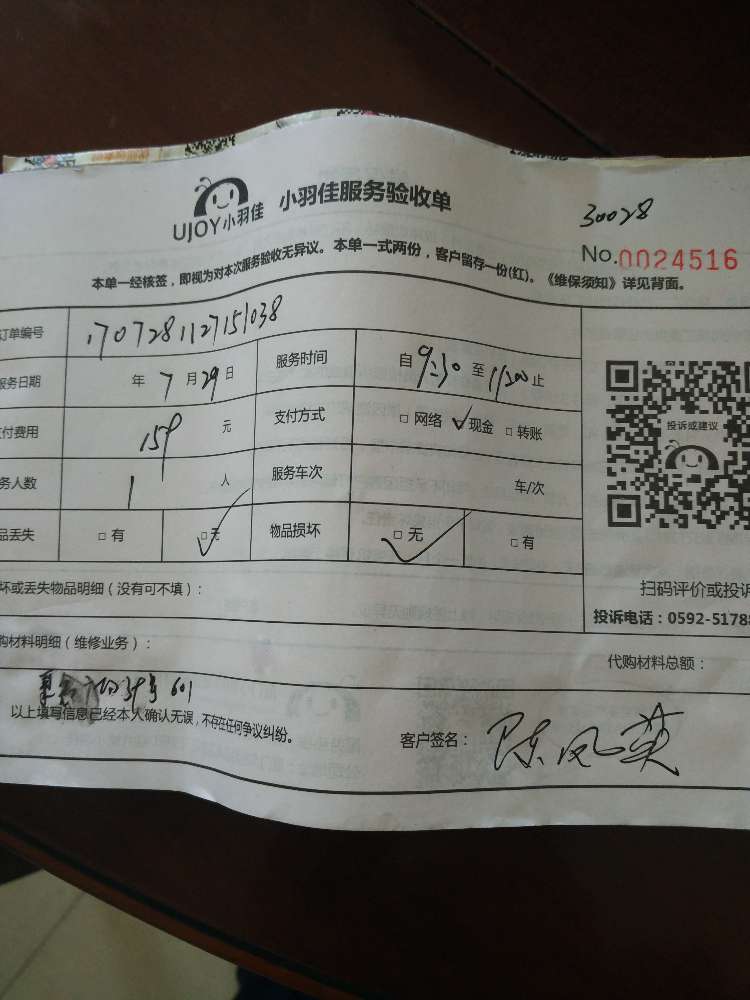 UJOY小羽佳 小羽佳服务验收单
30028
No.0024516
本单一经核签，即视为对本次服务验收无异议。本单一式两份，客户留存一份(红)。《维保须知》详见背面。
订单编号 1707281127151038
服务日期 年 7 月 29 日 服务时间 自 9:30 至 11:00 止
支付费用 159 元 支付方式 □ 网络 ✓现金 □ 转账
务人数 1 人 服务车次 车/次
品丢失 □ 有 □无 ✓ 物品损坏 □ 无 ✓ □ 有
投诉或建议
扫码评价或投诉
投诉电话：0592-5178
坏或丢失物品明细（没有可不填）：
购材料明细（维修业务）： 代购材料总额：
601
以上填写信息已经本人确认无误，不存在任何争议纠纷。 客户签名： 陈凤英